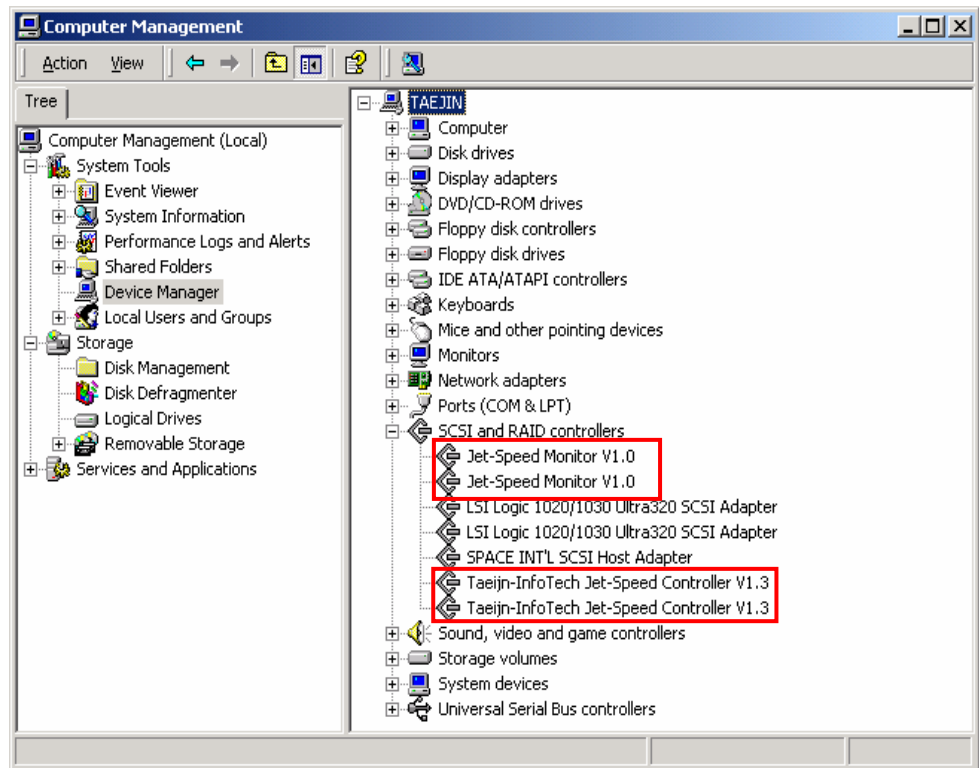 Computer Management
Action View
Tree
Computer Management (Local)
System Tools
Event Viewer
System Information
Performance Logs and Alerts
Shared Folders
Device Manager
Local Users and Groups
Storage
Disk Management
Disk Defragmenter
Logical Drives
Removable Storage
Services and Applications
TAEJIN
Computer
Disk drives
Display adapters
DVD/CD-ROM drives
Floppy disk controllers
Floppy disk drives
IDE ATA/ATAPI controllers
Keyboards
Mice and other pointing devices
Monitors
Network adapters
Ports (COM & LPT)
SCSI and RAID controllers
Jet-Speed Monitor V1.0
Jet-Speed Monitor V1.0
LSI Logic 1020/1030 Ultra320 SCSI Adapter
LSI Logic 1020/1030 Ultra320 SCSI Adapter
SPACE INT'L SCSI Host Adapter
Taeijn-InfoTech Jet-Speed Controller V1.3
Taeijn-InfoTech Jet-Speed Controller V1.3
Sound, video and game controllers
Storage volumes
System devices
Universal Serial Bus controllers